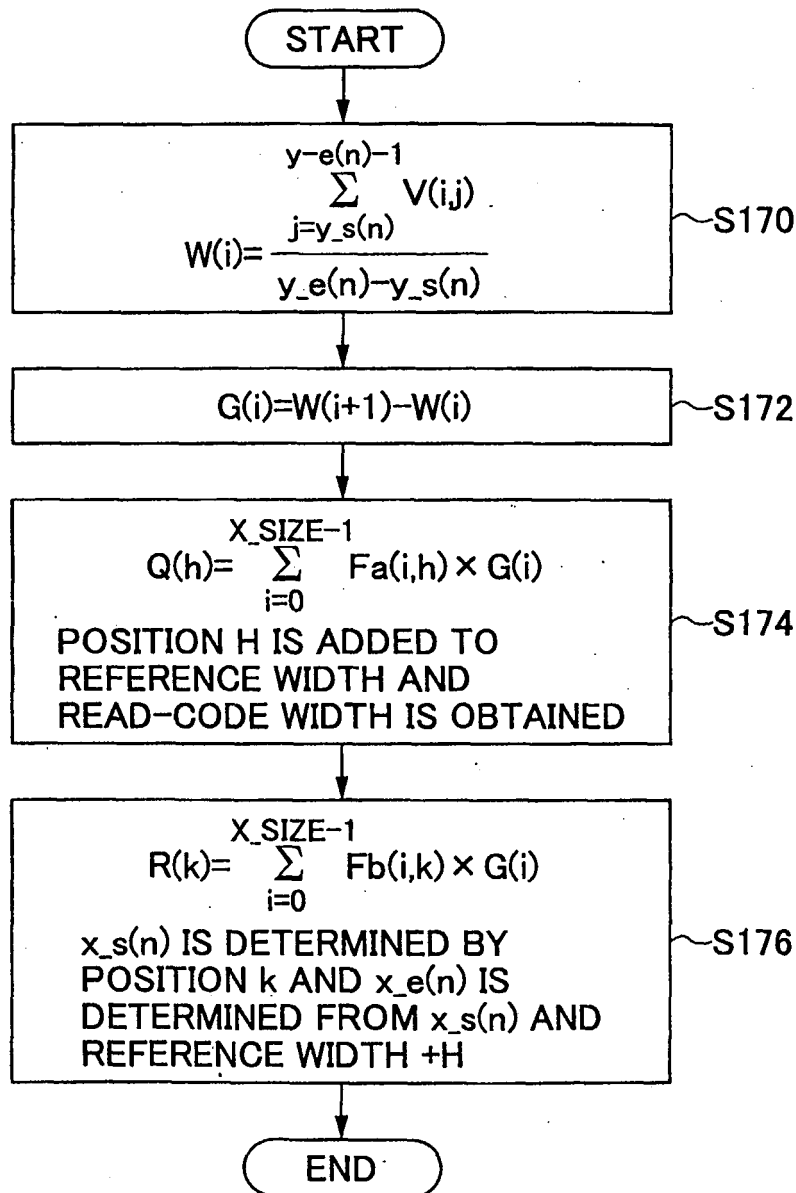 START
y-e(n)-1
Σ V(i,j)
j=y_s(n)
W(i)=
y_e(n)-y_s(n)
S170
G(i)=W(i+1)-W(i)
S172
X_SIZE-1
Q(h)= Σ Fa(i,h) × G(i)
i=0
POSITION H IS ADDED TO
REFERENCE WIDTH AND
READ-CODE WIDTH IS OBTAINED
S174
X_SIZE-1
R(k)= Σ Fb(i,k) × G(i)
i=0
x_s(n) IS DETERMINED BY
POSITION k AND x_e(n) IS
DETERMINED FROM x_s(n) AND
REFERENCE WIDTH +H
S176
END